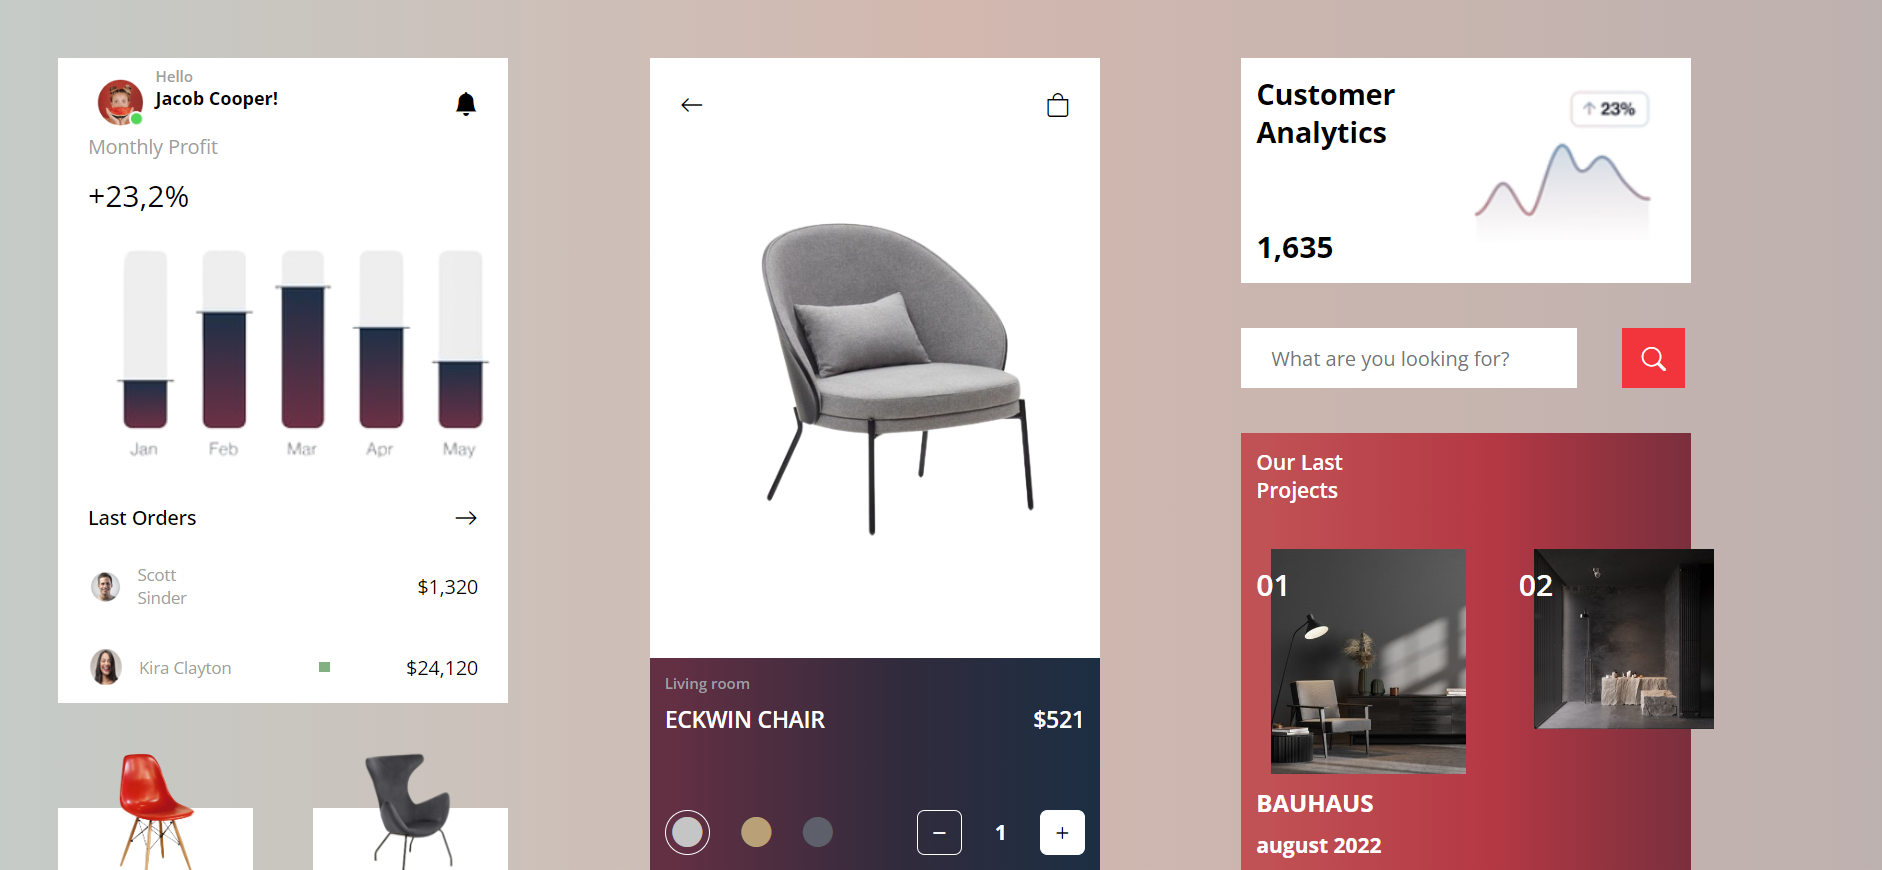 Hello
Jacob Cooper!
Monthly Profit
+23,2%
Jan Feb Mar Apr May
Last Orders
Scott
Sinder
$1,320
Kira Clayton
$24,120
Living room
ECKWIN CHAIR
$521
1
Customer
Analytics
23%
1,635
What are you looking for?
Our Last
Projects
01
02
BAUHAUS
august 2022